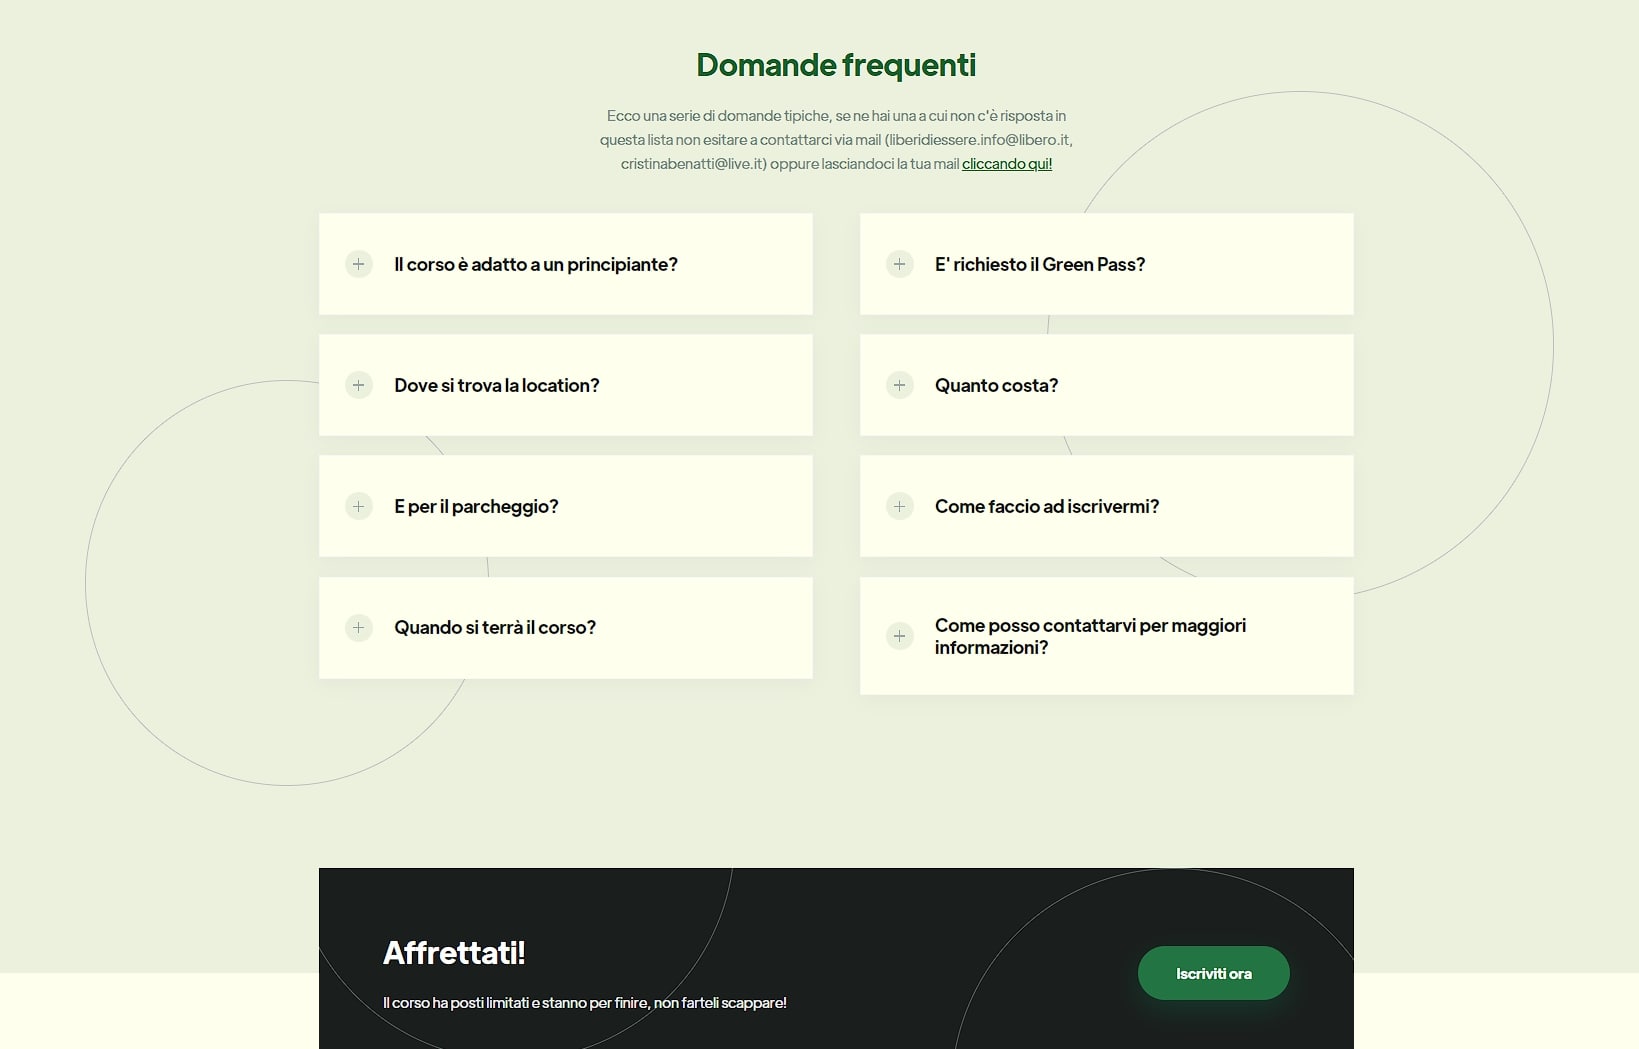 Domande frequenti
Ecco una serie di domande tipiche, se ne hai una a cui non c'è risposta in
questa lista non esitare a contattarci via mail (liberidiessere.info@libero.it,
cristinabenatti@live.it) oppure lasciandoci la tua mail cliccando qui!
Il corso è adatto a un principiante?
Dove si trova la location?
E per il parcheggio?
Quando si terrà il corso?
E' richiesto il Green Pass?
Quanto costa?
Come faccio ad iscrivermi?
Come posso contattarvi per maggiori
informazioni?
Affrettati!
Il corso ha posti limitati e stanno per finire, non farteli scappare!
Iscriviti ora